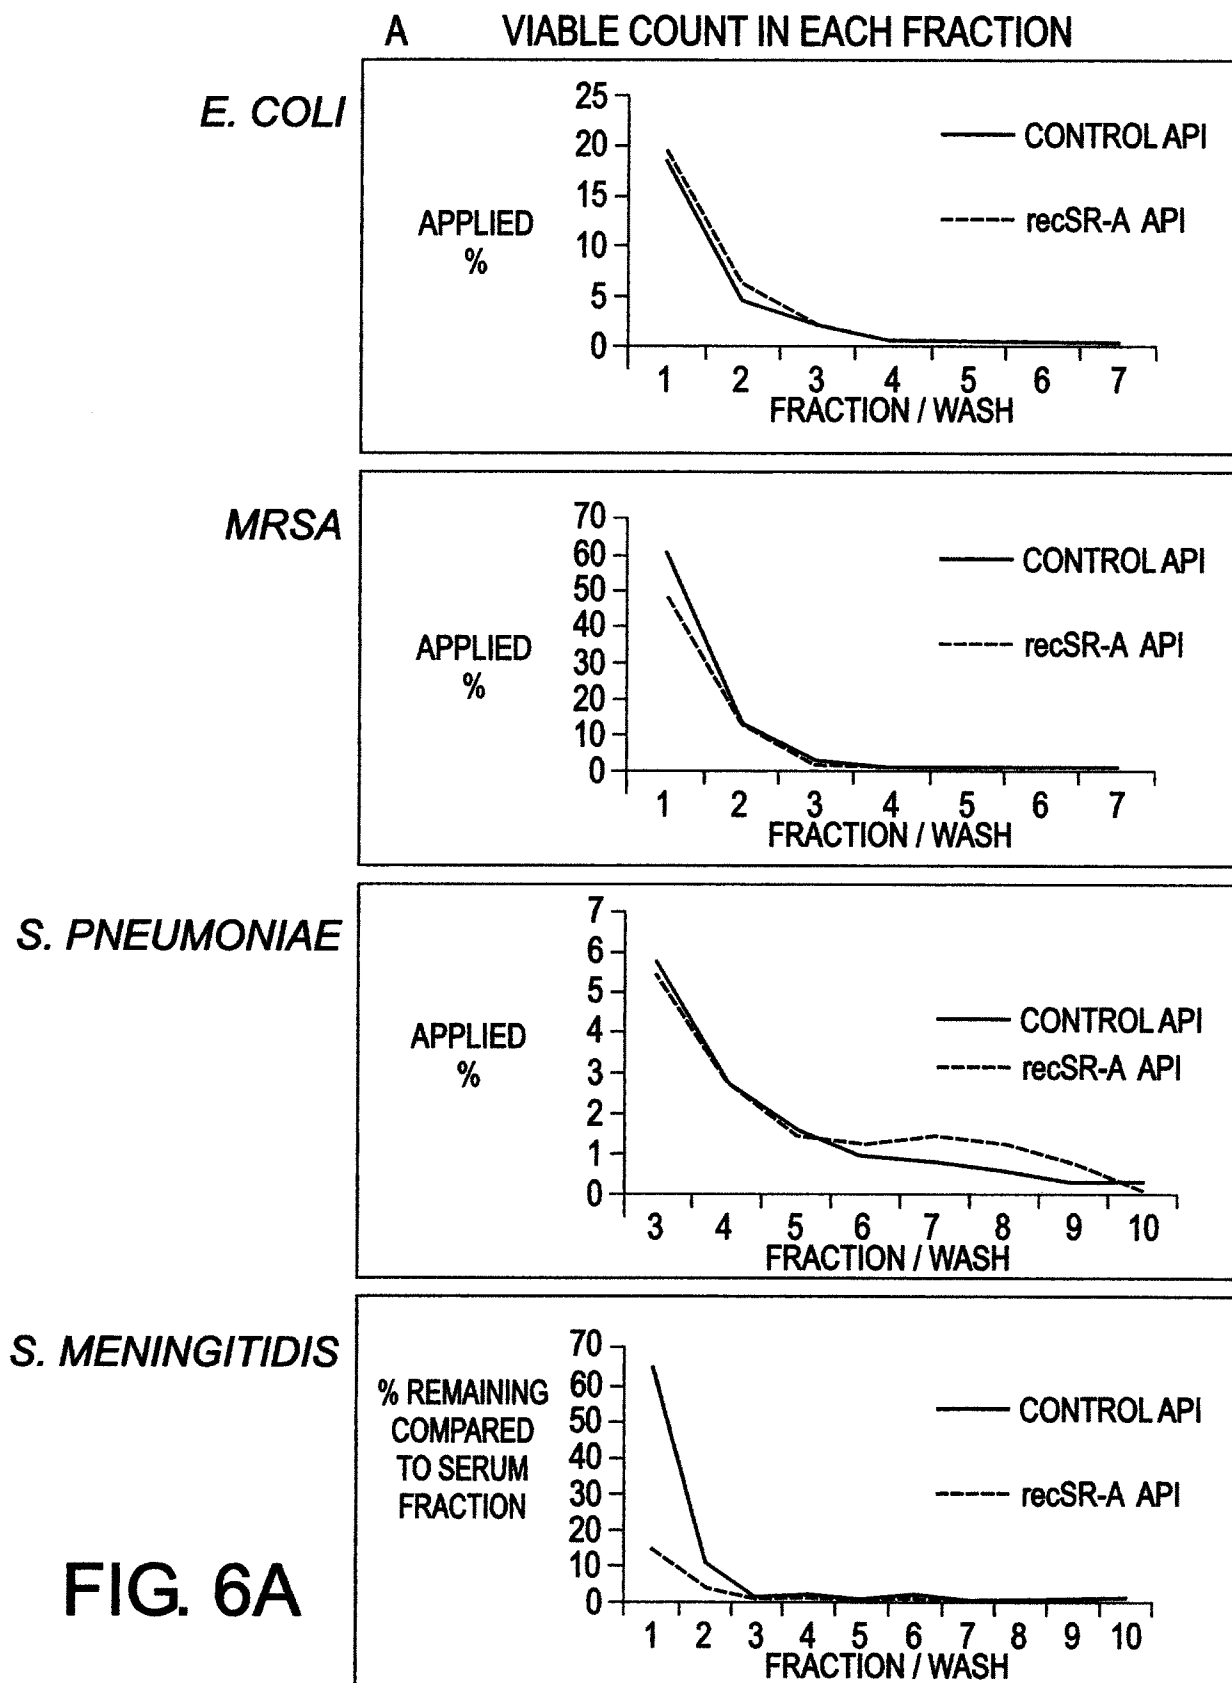 A VIABLE COUNT IN EACH FRACTION
E. COLI
APPLIED
%
25
20
15
10
5
0
CONTROL API
recSR-A API
1 2 3 4 5 6 7
FRACTION / WASH
MRSA
APPLIED
%
70
60
50
40
30
20
10
0
CONTROL API
recSR-A API
1 2 3 4 5 6 7
FRACTION / WASH
S. PNEUMONIAE
APPLIED
%
7
6
5
4
3
2
1
0
CONTROL API
recSR-A API
3 4 5 6 7 8 9 10
FRACTION / WASH
S. MENINGITIDIS
% REMAINING
COMPARED
TO SERUM
FRACTION
70
60
50
40
30
20
10
0
CONTROL API
recSR-A API
1 2 3 4 5 6 7 8 9 10
FRACTION / WASH
FIG. 6A